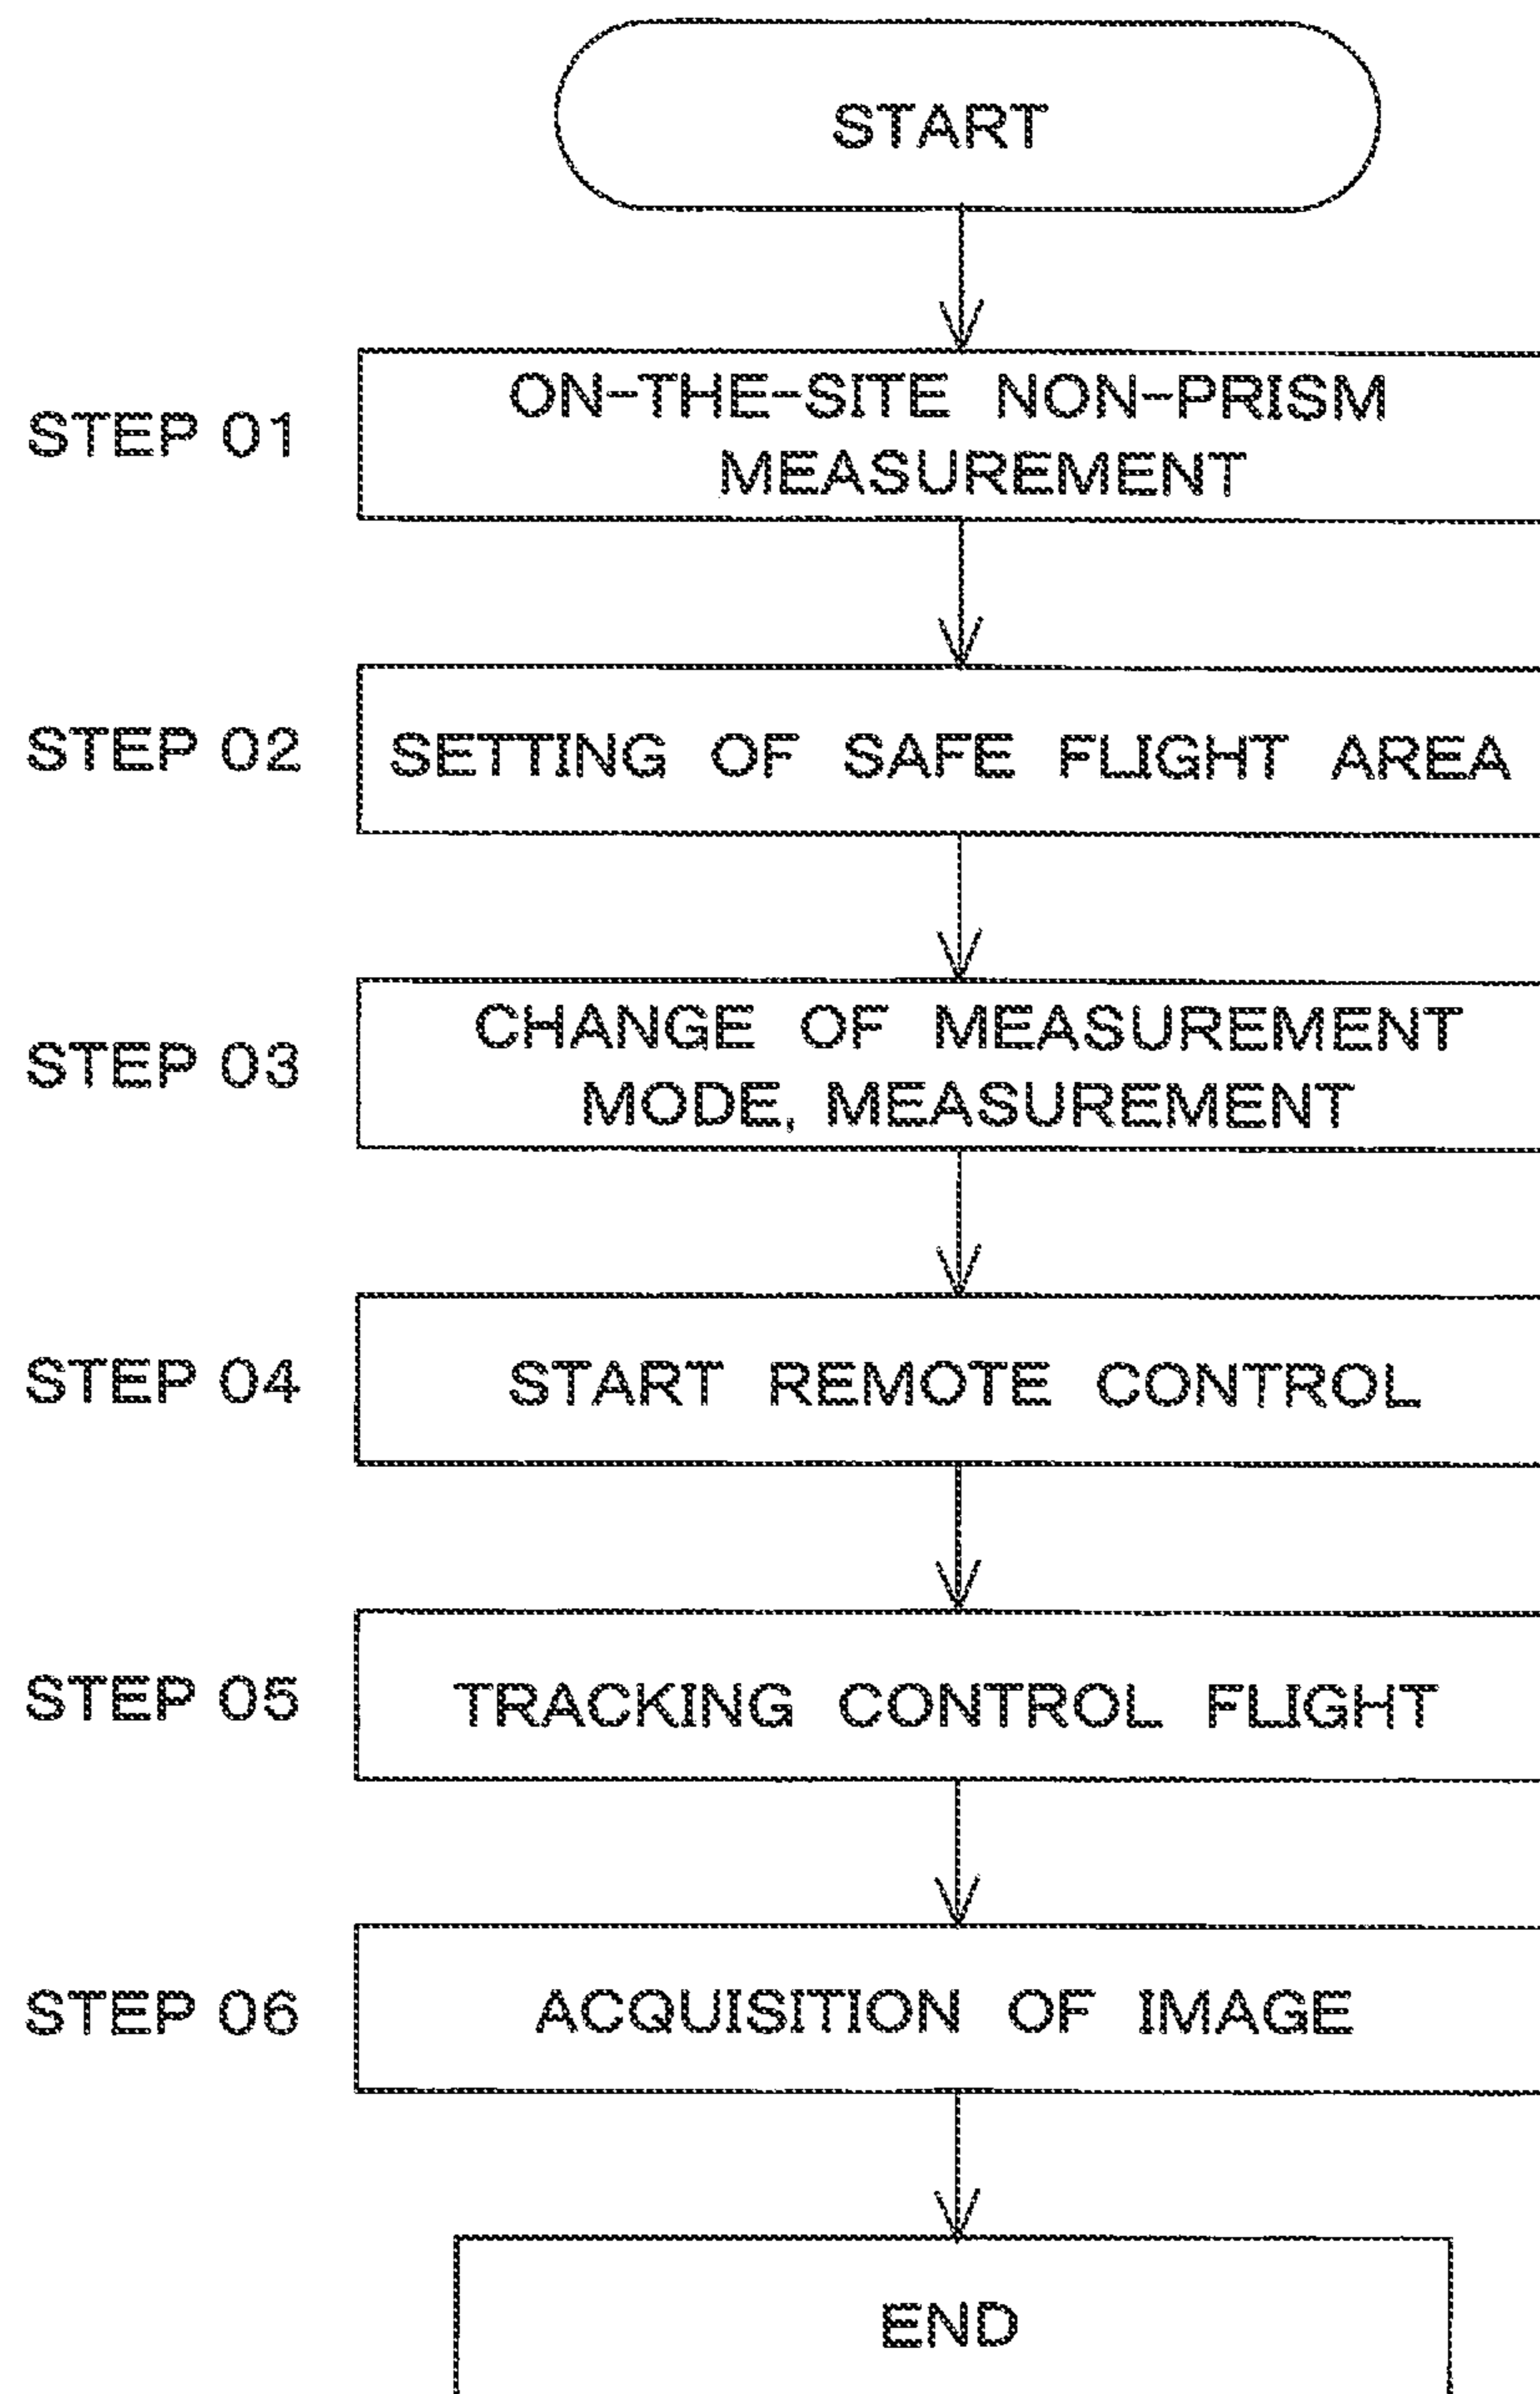 START
STEP 01
ON-THE-SITE NON-PRISM
MEASUREMENT
STEP 02
SETTING OF SAFE FLIGHT AREA
STEP 03
CHANGE OF MEASUREMENT
MODE, MEASUREMENT
STEP 04
START REMOTE CONTROL
STEP 05
TRACKING CONTROL FLIGHT
STEP 06
ACQUISITION OF IMAGE
END